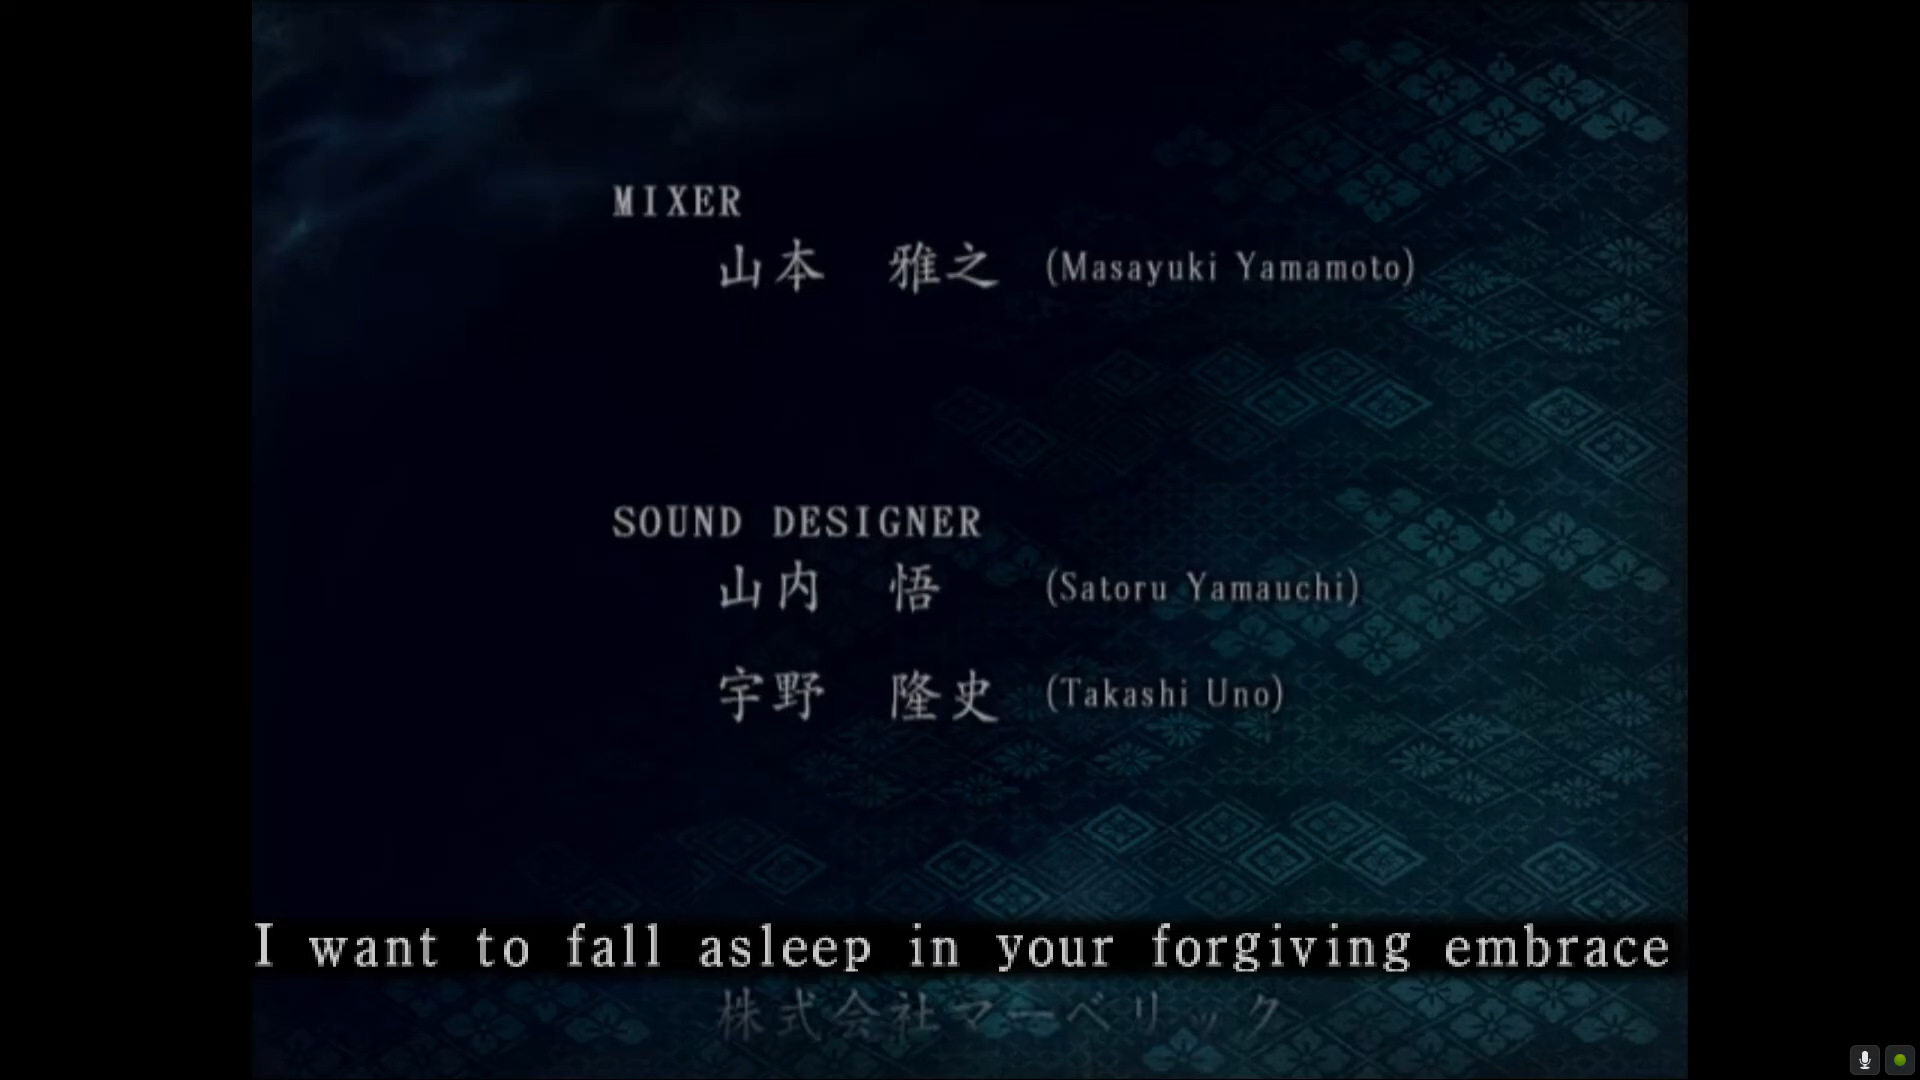 MIXER
山本 雅之 (Masayuki Yamamoto)
SOUND DESIGNER
山内 悟 (Satoru Yamauchi)
宇野 隆史 (Takashi Uno)
I want to fall asleep in your forgiving embrace
株式会社マーベリック